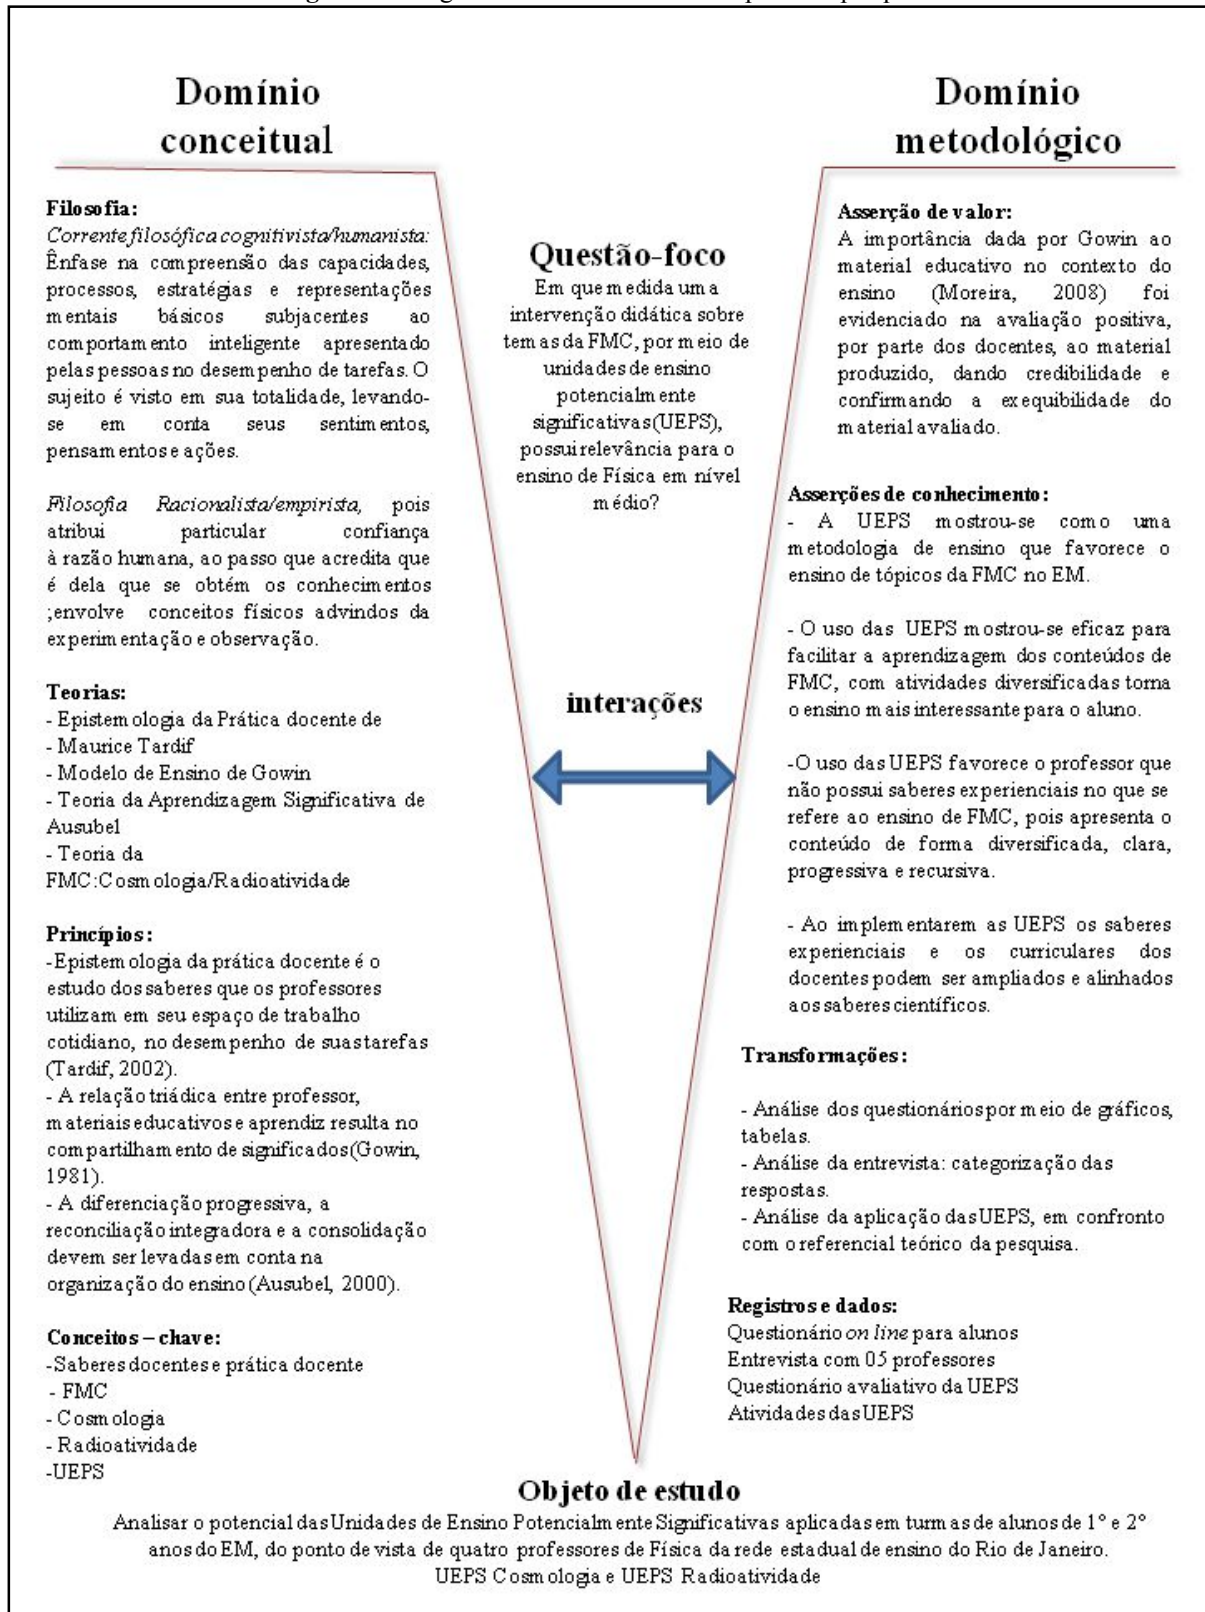 Domínio
conceitual
Filosofia:
Corrente filosófica cognitivista/humanista:
Ênfase na compreensão das capacidades,
processos, estratégias e representações
mentais básicos subjacentes ao
comportamento inteligente apresentado
pelas pessoas no desempenho de tarefas. O
sujeito é visto em sua totalidade, levando-
se em conta seus sentimentos,
pensamentos e ações.
Filosofia Racionalista/empirista, pois
atribui particular confiança
à razão humana, ao passo que acredita que
é dela que se obtém os conhecimentos
;envolve conceitos físicos advindos da
experimentação e observação.
Teorias:
- Epistemologia da Prática docente de
- Maurice Tardif
- Modelo de Ensino de Gowin
- Teoria da Aprendizagem Significativa de
Ausubel
- Teoria da
FMC:Cosmologia/Radioatividade
Princípios:
-Epistemologia da prática docente é o
estudo dos saberes que os professores
utilizam em seu espaço de trabalho
cotidiano, no desempenho de suas tarefas
(Tardif, 2002).
- A relação triádica entre professor,
materiais educativos e aprendiz resulta no
compartilhamento de significados (Gowin,
1981).
- A diferenciação progressiva, a
reconciliação integradora e a consolidação
devem ser levadas em conta na
organização do ensino (Ausubel, 2000).
Conceitos – chave:
-Saberes docentes e prática docente
- FMC
- Cosmologia
- Radioatividade
-UEPS
Questão-foco
Em que medida uma
intervenção didática sobre
temas da FMC, por meio de
unidades de ensino
potencialmente
significativas (UEPS),
possui relevância para o
ensino de Física em nível
médio?
interações
Domínio
metodológico
Asserção de valor:
A importância dada por Gowin ao
material educativo no contexto do
ensino (Moreira, 2008) foi
evidenciado na avaliação positiva,
por parte dos docentes, ao material
produzido, dando credibilidade e
confirmando a exequibilidade do
material avaliado.
Asserções de conhecimento:
- A UEPS mostrou-se como uma
metodologia de ensino que favorece o
ensino de tópicos da FMC no EM.
- O uso das UEPS mostrou-se eficaz para
facilitar a aprendizagem dos conteúdos de
FMC, com atividades diversificadas torna
o ensino mais interessante para o aluno.
-O uso das UEPS favorece o professor que
não possui saberes experienciais no que se
refere ao ensino de FMC, pois apresenta o
conteúdo de forma diversificada, clara,
progressiva e recursiva.
- Ao implementarem as UEPS os saberes
experienciais e os curriculares dos
docentes podem ser ampliados e alinhados
aos saberes científicos.
Transformações:
- Análise dos questionários por meio de gráficos,
tabelas.
- Análise da entrevista: categorização das
respostas.
- Análise da aplicação das UEPS, em confronto
com o referencial teórico da pesquisa.
Registros e dados:
Questionário on line para alunos
Entrevista com 05 professores
Questionário avaliativo da UEPS
Atividades das UEPS
Objeto de estudo
Analisar o potencial das Unidades de Ensino Potencialmente Significativas aplicadas em turmas de alunos de 1° e 2°
anos do EM, do ponto de vista de quatro professores de Física da rede estadual de ensino do Rio de Janeiro.
UEPS Cosmologia e UEPS Radioatividade